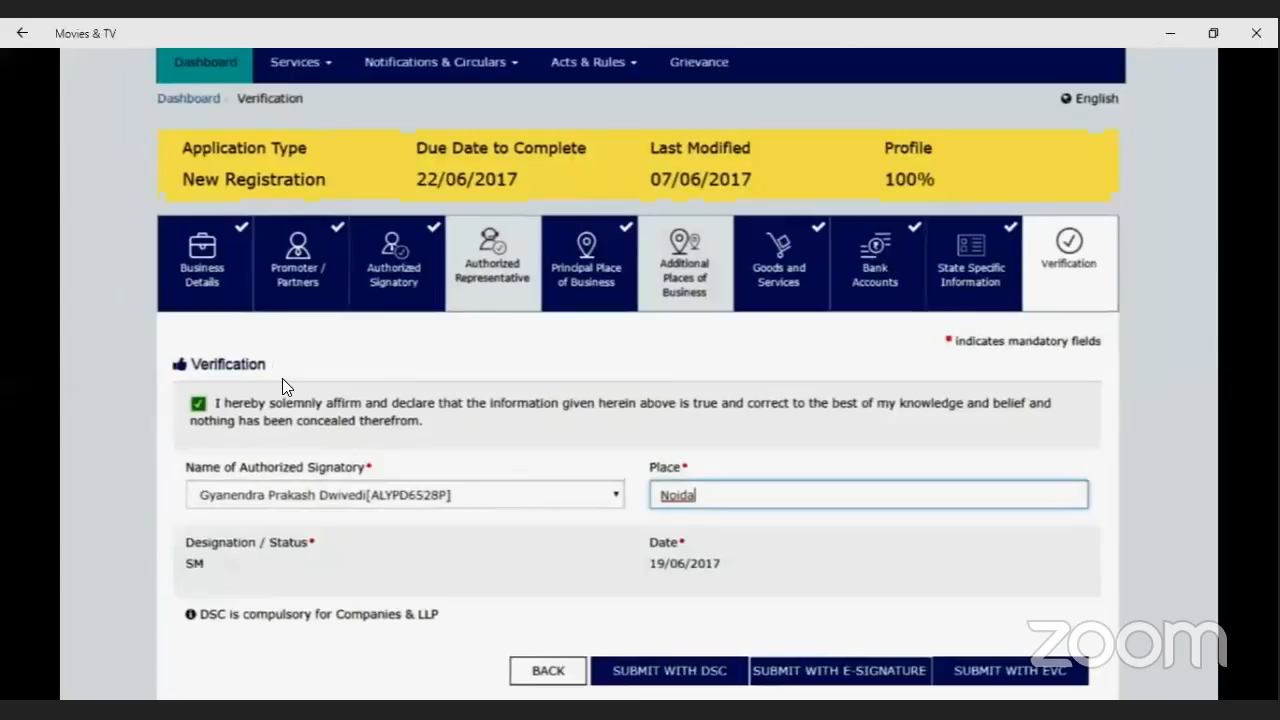 Movies & TV
Dashboard Services Notifications & Circulars Acts & Rules Grievance
Dashboard Verification English
Application Type Due Date to Complete Last Modified Profile
New Registration 22/06/2017 07/06/2017 100%
Business Details
Promoter / Partners
Authorized Signatory
Authorized Representative
Principal Place of Business
Additional Places of Business
Goods and Services
Bank Accounts
State Specific Information
Verification
* indicates mandatory fields
Verification
I hereby solemnly affirm and declare that the information given herein above is true and correct to the best of my knowledge and belief and
nothing has been concealed therefrom.
Name of Authorized Signatory* Place*
Gyanendra Prakash Dwivedi[ALYPD6528P] Noida
Designation / Status* Date*
SM 19/06/2017
DSC is compulsory for Companies & LLP
zoom
BACK SUBMIT WITH DSC SUBMIT WITH E-SIGNATURE SUBMIT WITH EVC